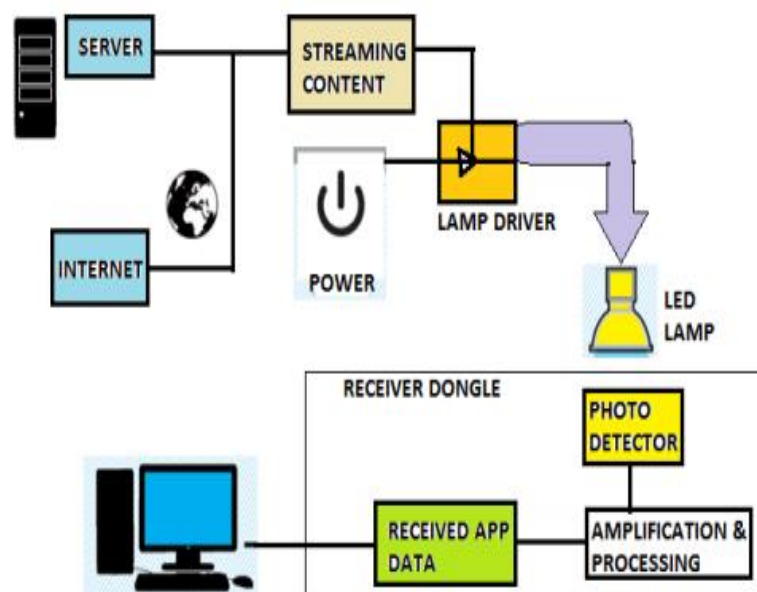 SERVER
STREAMING
CONTENT
INTERNET
POWER
LAMP DRIVER
LED
LAMP
RECEIVER DONGLE
PHOTO
DETECTOR
RECEIVED APP
DATA
AMPLIFICATION &
PROCESSING